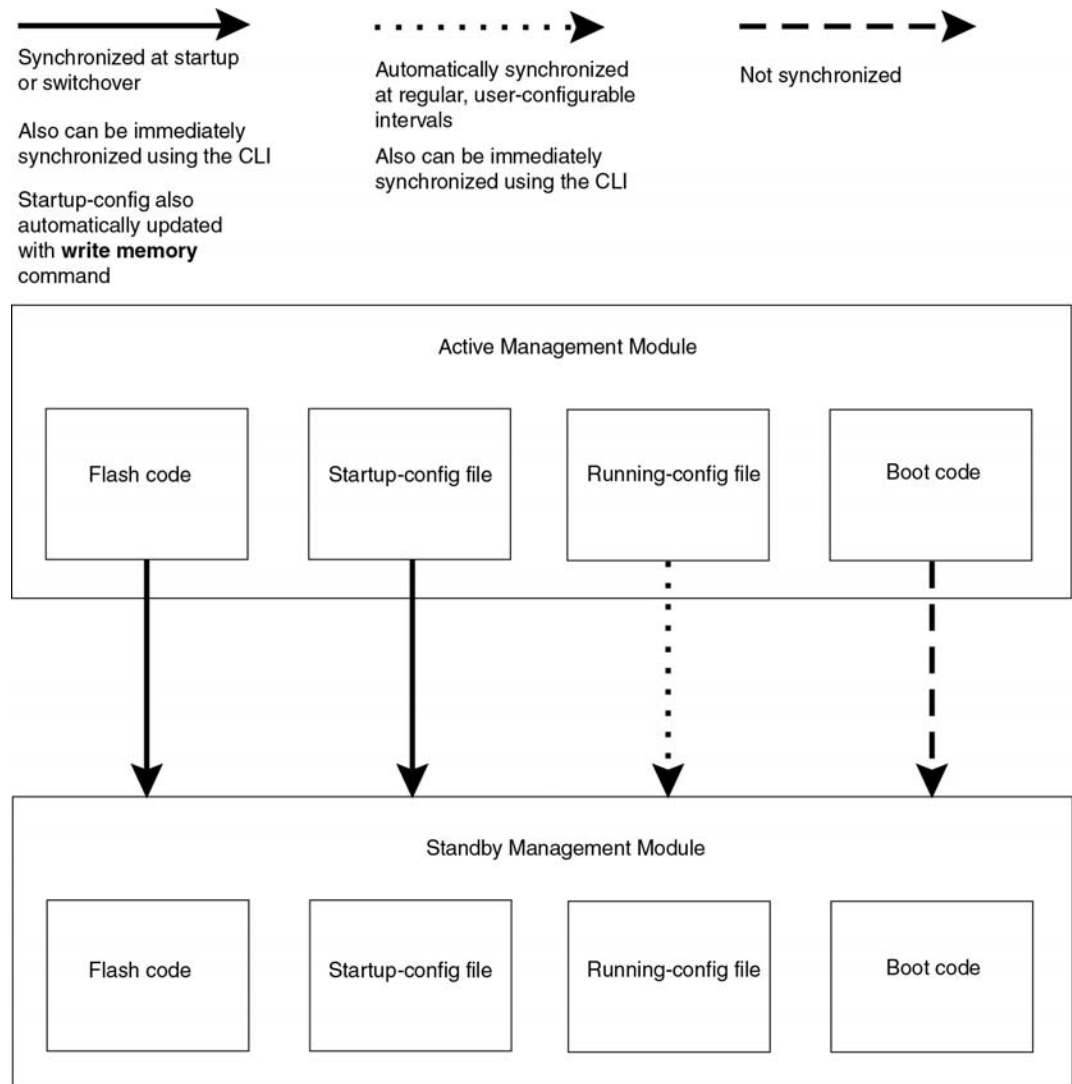 Synchronized at startup
or switchover
Also can be immediately
synchronized using the CLI
Startup-config also
automatically updated
with write memory
command
Automatically synchronized
at regular, user-configurable
intervals
Also can be immediately
synchronized using the CLI
Not synchronized
Active Management Module
Flash code
Startup-config file
Running-config file
Boot code
Standby Management Module
Flash code
Startup-config file
Running-config file
Boot code